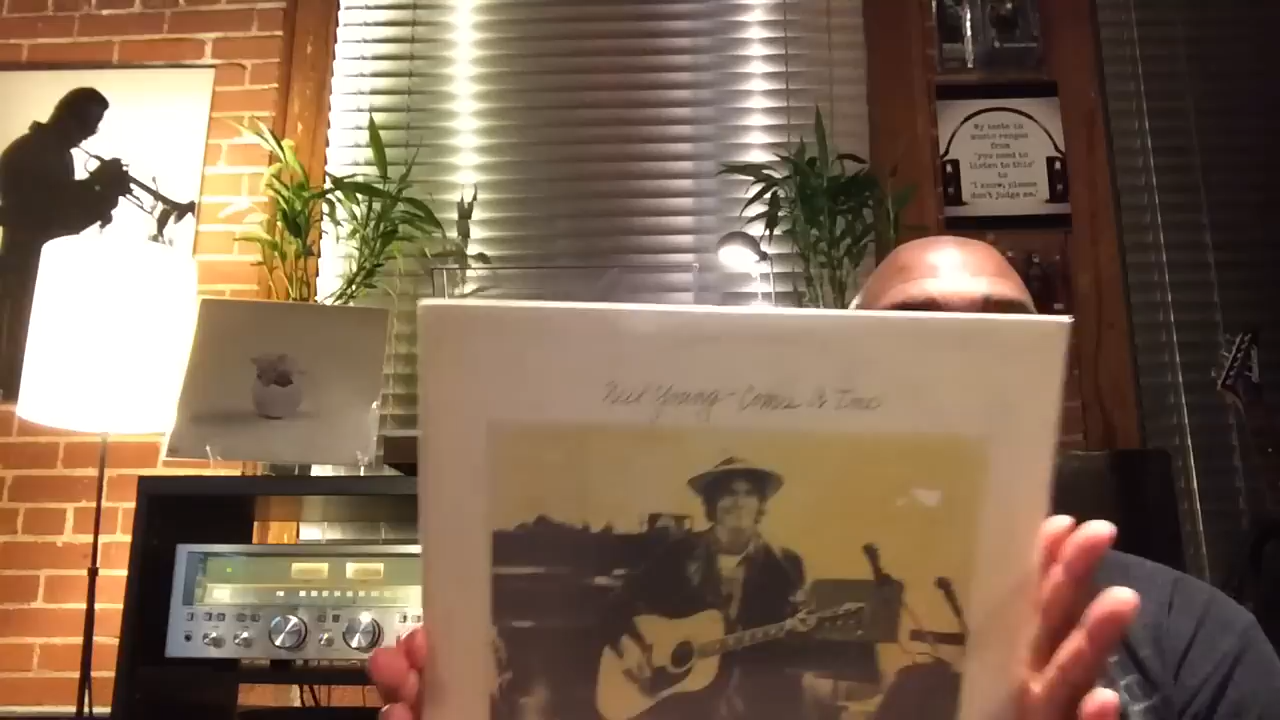 My taste in
music ranges
from
"you need to
listen to this"
to
"I know, please
don't judge me."
Neil Young - Comes A Time